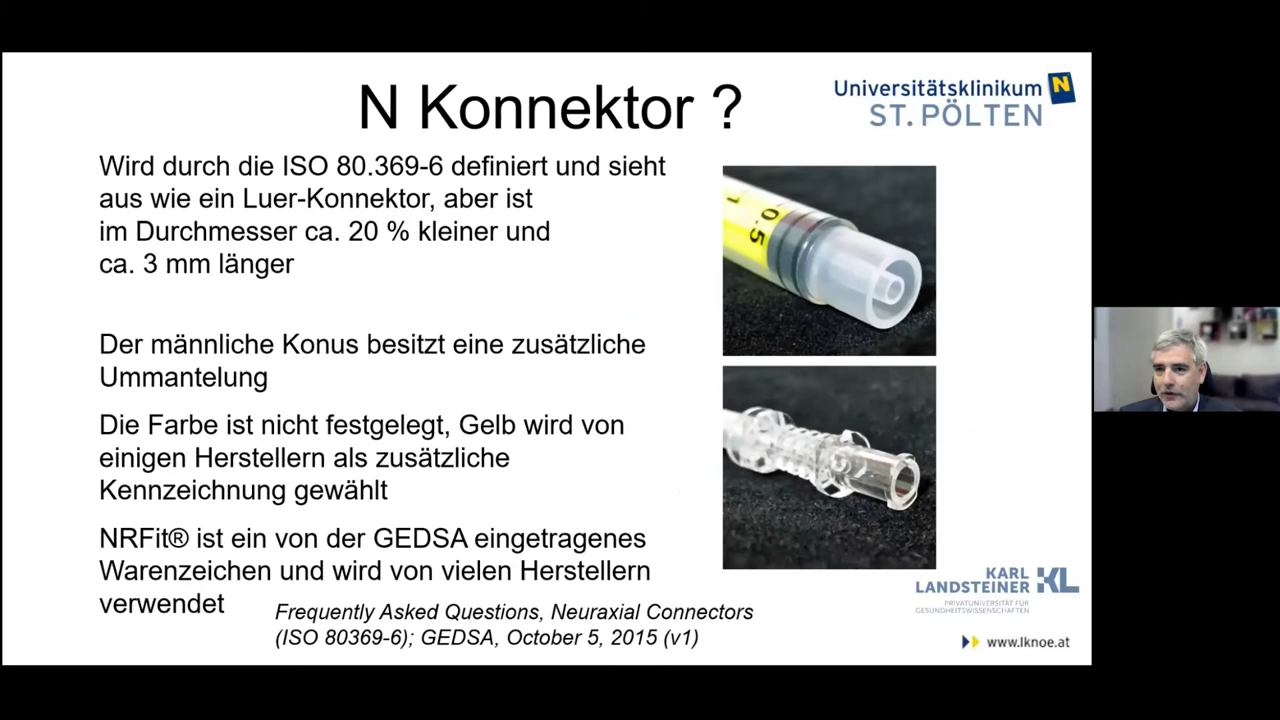 N Konnektor ?
Universitätsklinikum N
ST. PÖLTEN
Wird durch die ISO 80.369-6 definiert und sieht
aus wie ein Luer-Konnektor, aber ist
im Durchmesser ca. 20 % kleiner und
ca. 3 mm länger
Der männliche Konus besitzt eine zusätzliche
Ummantelung
Die Farbe ist nicht festgelegt, Gelb wird von
einigen Herstellern als zusätzliche
Kennzeichnung gewählt
NRFit® ist ein von der GEDSA eingetragenes
Warenzeichen und wird von vielen Herstellern
verwendet
Frequently Asked Questions, Neuraxial Connectors
(ISO 80369-6); GEDSA, October 5, 2015 (v1)
1
0.5
KARL
LANDSTEINER KL
PRIVATUNIVERSITÄT FÜR
GESUNDHEITSWISSENSCHAFTEN
www.lknoe.at